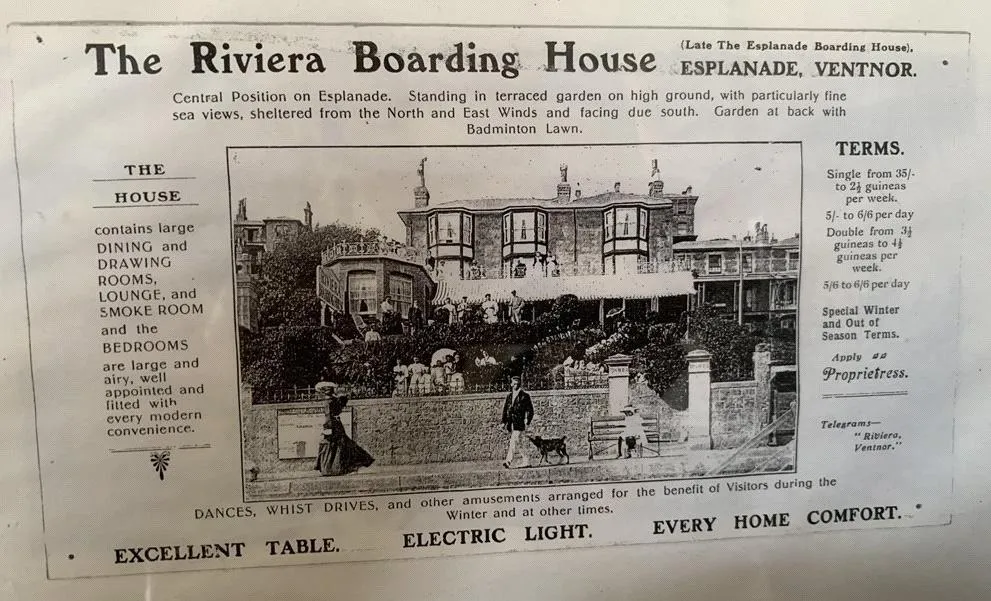 The Riviera Boarding House
(Late The Esplanade Boarding House).
ESPLANADE, VENTNOR.
Central Position on Esplanade. Standing in terraced garden on high ground, with particularly fine
sea views, sheltered from the North and East Winds and facing due south. Garden at back with
Badminton Lawn.
THE
HOUSE
contains large
DINING and
DRAWING
ROOMS,
LOUNGE, and
SMOKE ROOM
and the
BEDROOMS
are large and
airy, well
appointed and
fitted with
every modern
convenience.
TERMS.
Single from 35/-
to 2½ guineas
per week.
5/- to 6/6 per day
Double from 3½
guineas to 4½
guineas per
week.
5/6 to 6/6 per day
Special Winter
and Out of
Season Terms.
Apply
Proprietress.
Telegrams—
"Riviera,
Ventnor."
DANCES, WHIST DRIVES, and other amusements arranged for the benefit of Visitors during the
Winter and at other times.
EXCELLENT TABLE. ELECTRIC LIGHT. EVERY HOME COMFORT.